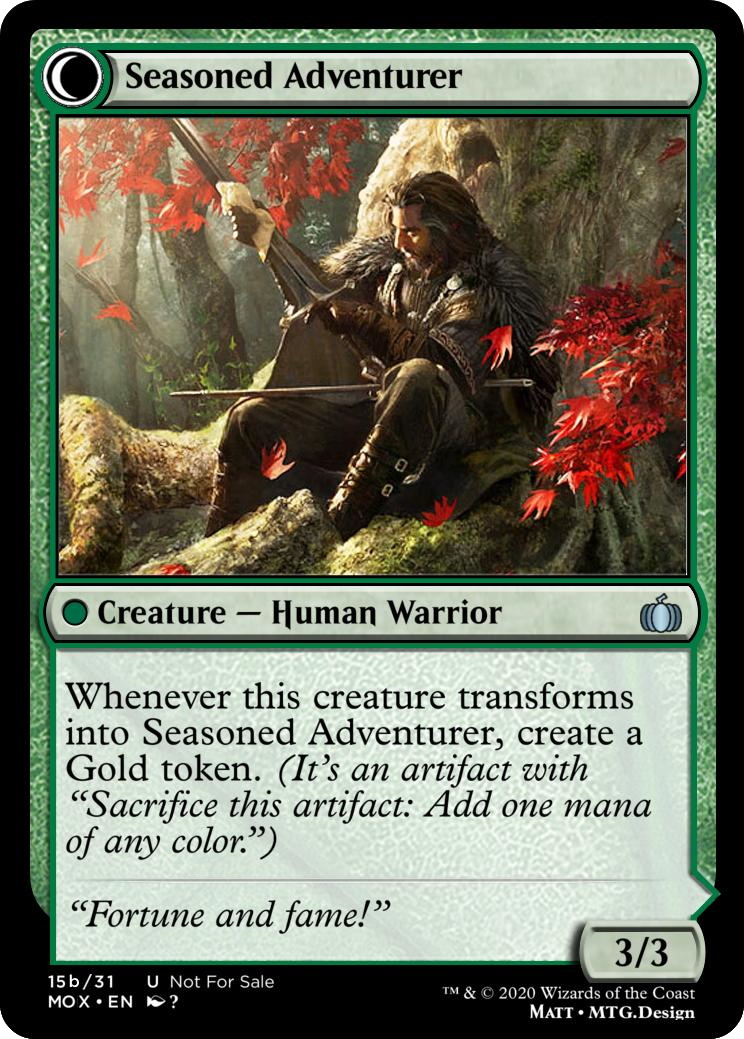 Seasoned Adventurer
Creature — Human Warrior
Whenever this creature transforms
into Seasoned Adventurer, create a
Gold token. (It's an artifact with
“Sacrifice this artifact: Add one mana
of any color.”)
“Fortune and fame!”
3/3
15b/31 U Not For Sale
MOX • EN ?
™ & © 2020 Wizards of the Coast
Matt • MTG.Design